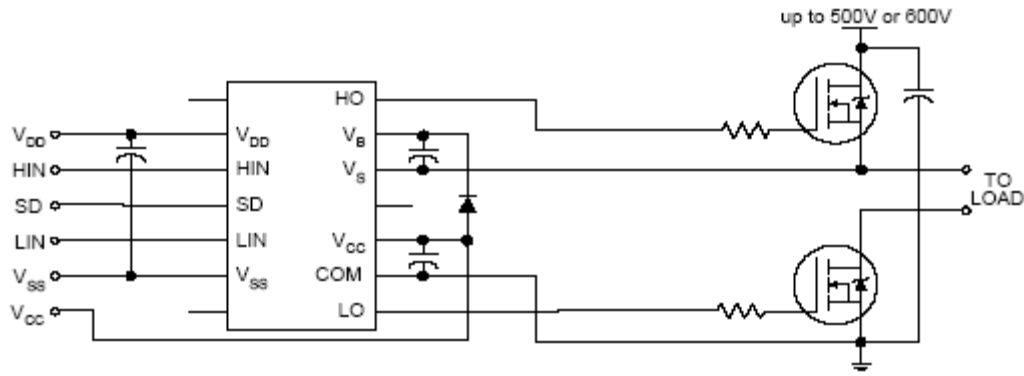 up to 500V or 600V
HO
VDD
VDD
VB
HIN
HIN
VS
TO
LOAD
SD
SD
LIN
LIN
VCC
VSS
VSS
COM
VCC
LO